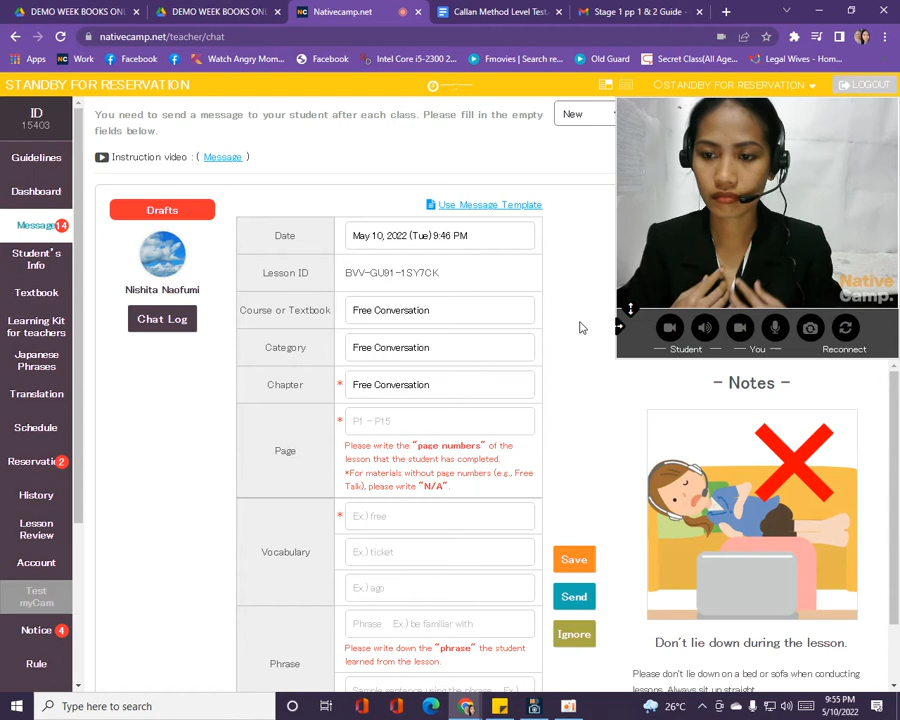 DEMO WEEK BOOKS ONL
DEMO WEEK BOOKS ONL
Nativecamp.net
Callan Method Level Test.
Stage 1 pp 1 & 2 Guide -
nativecamp.net/teacher/chat
Apps
Work
Facebook
Watch Angry Mom...
Facebook
Intel Core i5-2300 2...
Fmovies | Search re...
Old Guard
Secret Class(All Age...
Legal Wives - Home...
STANDBY FOR RESERVATION
STANDBY FOR RESERVATION
LOGOUT
ID
15403
Guidelines
Dashboard
Message 14
Student's
Info
Textbook
Learning Kit
for teachers
Japanese
Phrases
Translation
Schedule
Reservatio 2
History
Lesson
Review
Account
Test
myCam
Notice 4
Rule
You need to send a message to your student after each class. Please fill in the empty
fields below.
New
Instruction video : ( Message )
Drafts
Nishita Naofumi
Chat Log
Use Message Template
Date
May 10, 2022 (Tue) 9:46 PM
Lesson ID
BVV-GU91-1SY7CK
Course or Textbook
Free Conversation
Category
Free Conversation
Chapter
* Free Conversation
Page
* P1 - P15
Please write the "page numbers" of the
lesson that the student has completed.
*For materials without page numbers (e.g., Free
Talk), please write "N/A".
Vocabulary
* Ex.) free
Ex.) ticket
Ex.) ago
Phrase
Phrase Ex.) be familiar with
Please write down the "phrase" the student
learned from the lesson.
Sample sentence using the phrase Ex.)
Save
Send
Ignore
Native
Camp.
Student
You
Reconnect
- Notes -
Don't lie down during the lesson.
Please don't lie down on a bed or sofa when conducting
lessons. Always sit up straight.
Type here to search
26°C
9:55 PM
5/10/2022